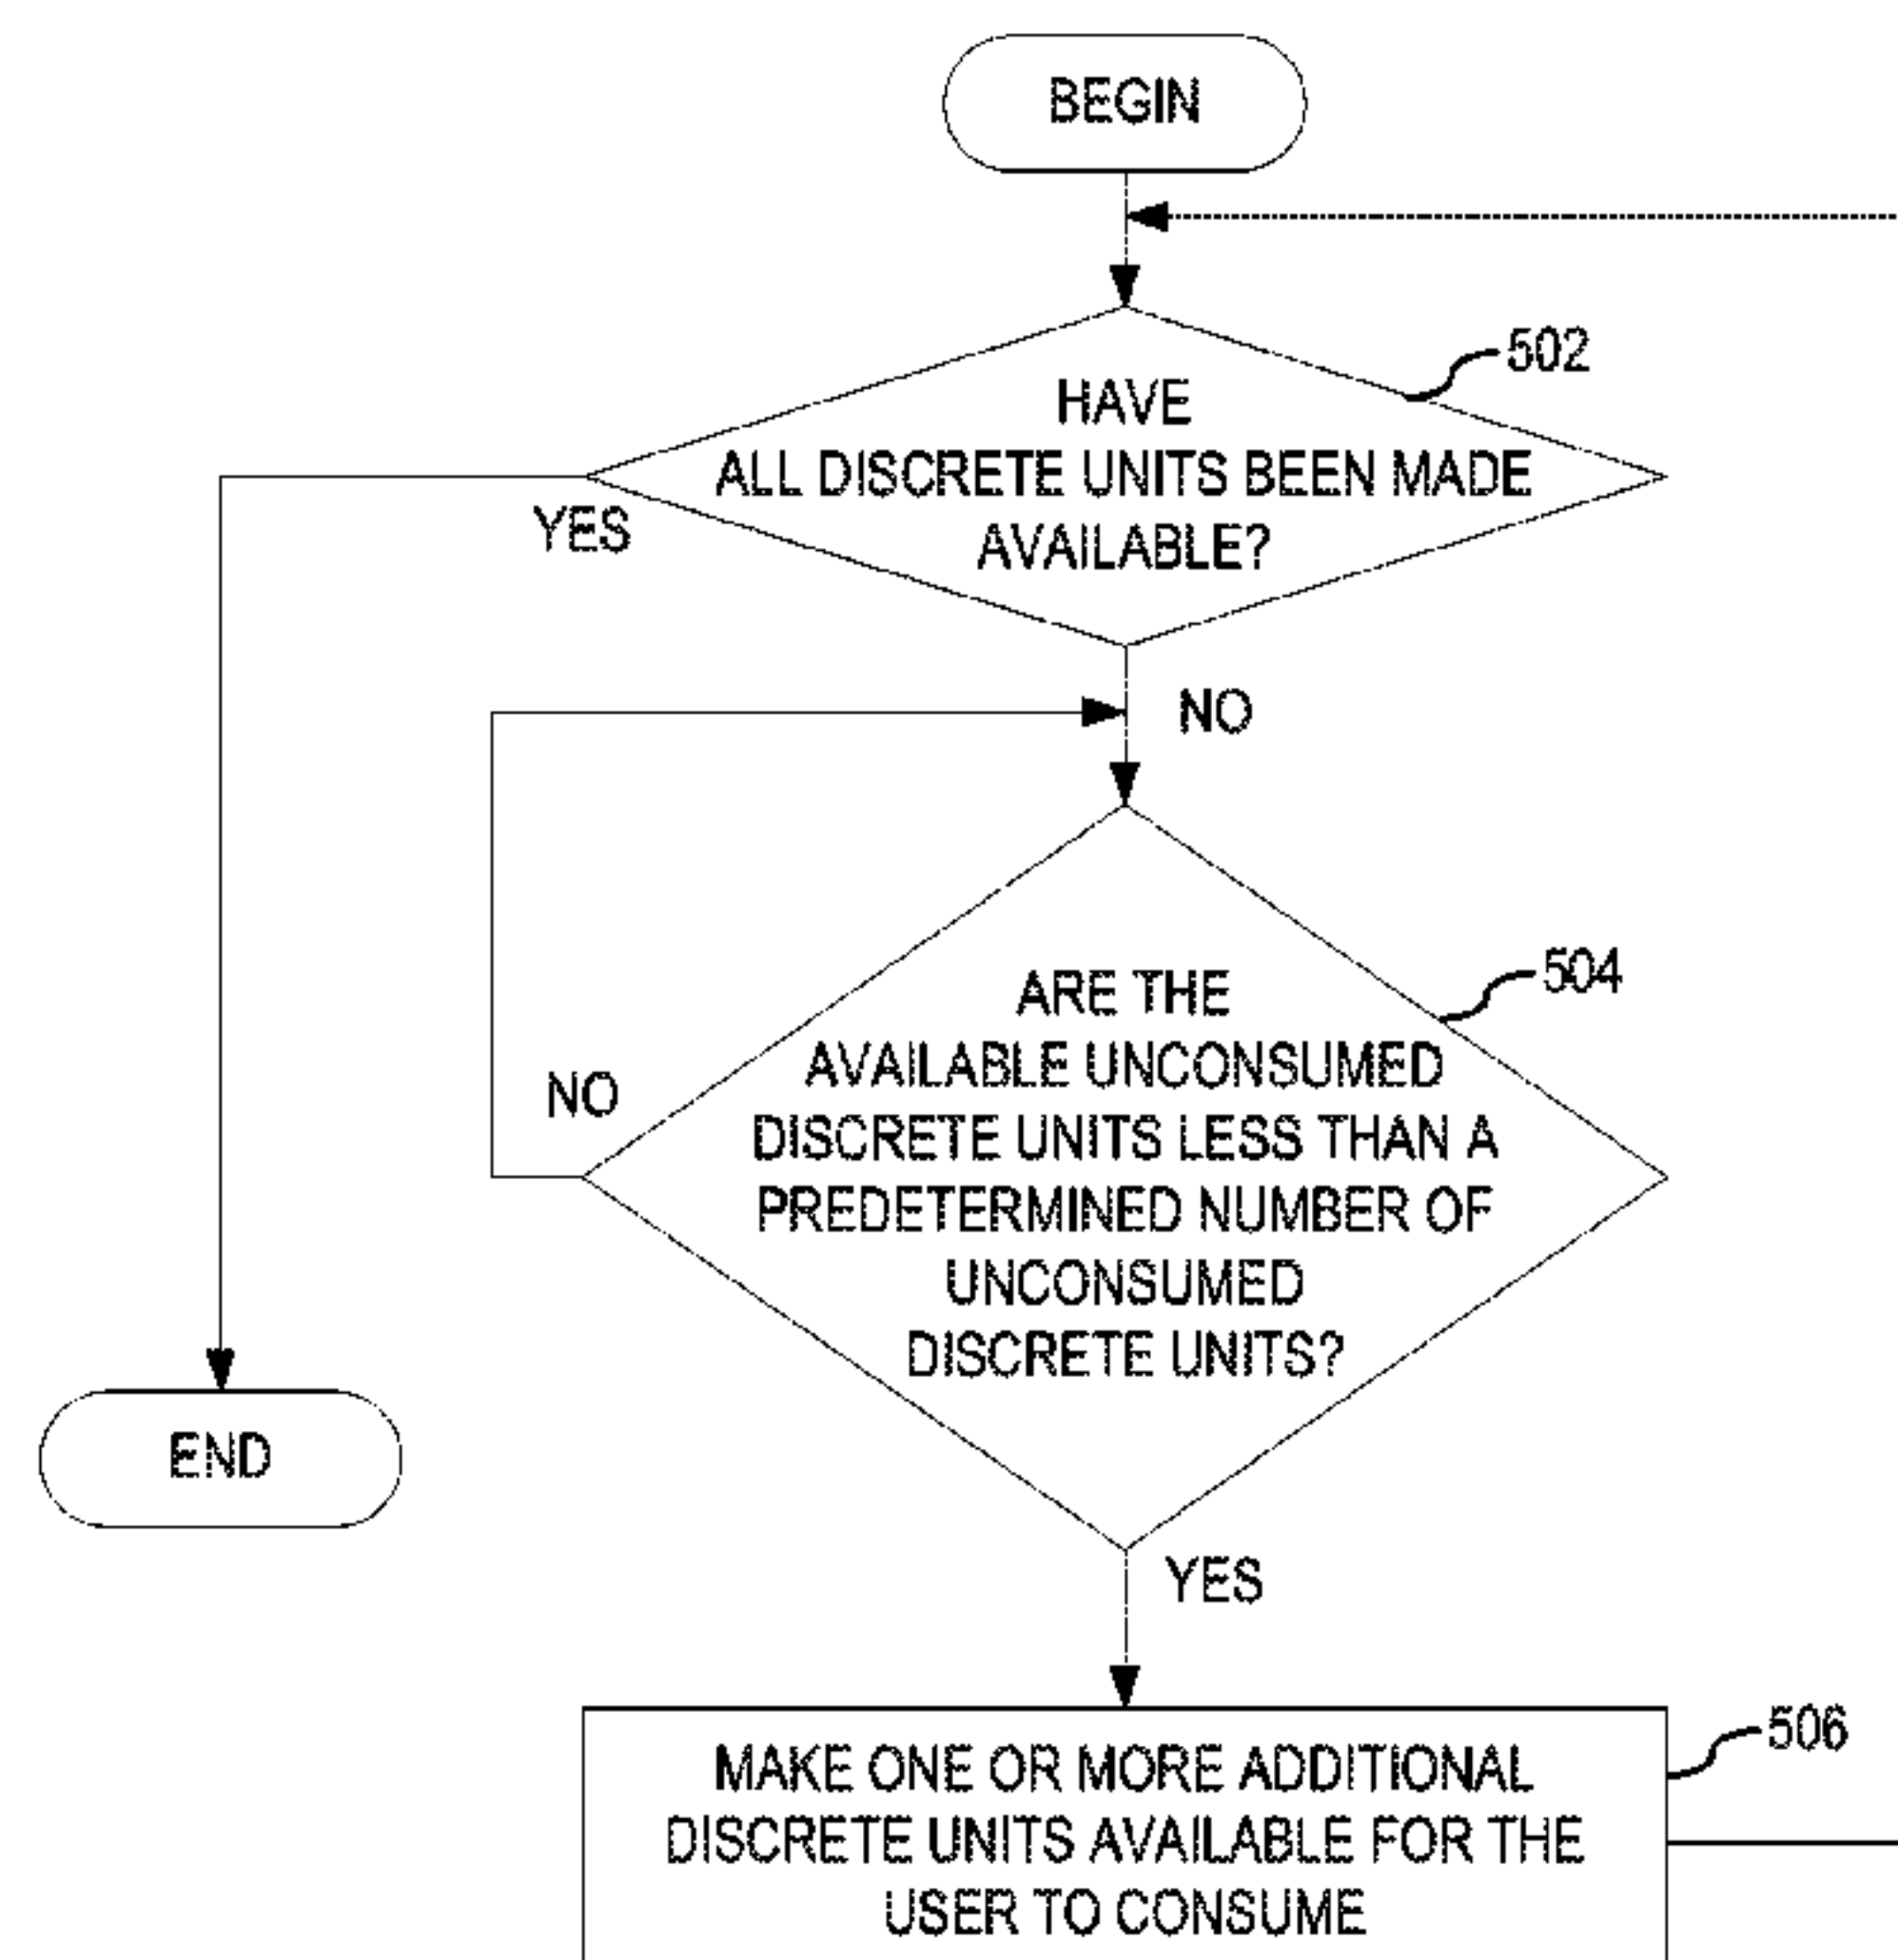 BEGIN
502
HAVE
ALL DISCRETE UNITS BEEN MADE
AVAILABLE?
YES
NO
504
ARE THE
AVAILABLE UNCONSUMED
DISCRETE UNITS LESS THAN A
PREDETERMINED NUMBER OF
UNCONSUMED
DISCRETE UNITS?
NO
END
YES
506
MAKE ONE OR MORE ADDITIONAL
DISCRETE UNITS AVAILABLE FOR THE
USER TO CONSUME